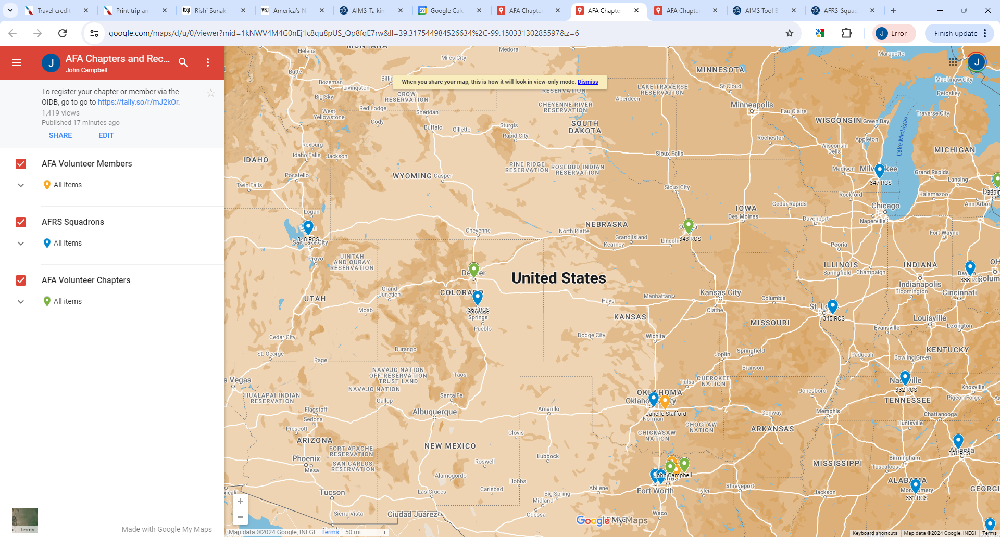 Travel credit
Print trip an
Rishi Sunak'
America's N
AIMS-Talkin
Google Cale
AFA Chapte
AFA Chapte
AFA Chapte
AIMS Tool B
AFRS-Squad
google.com/maps/d/u/0/viewer?mid=1kNWV4M4G0nEj1c8qu8pUS_Qp8fqE7rw&ll=39.317544984526634%2C-99.15033130285597&z=6
J Error
Finish update
J
AFA Chapters and Rec...
John Campbell
To register your chapter or member via the
OIDB, go to go to https://tally.so/r/mJ2kOr.
1,419 views
Published 17 minutes ago
SHARE
EDIT
AFA Volunteer Members
All items
AFRS Squadrons
All items
AFA Volunteer Chapters
All items
Terms
Made with Google My Maps
When you share your map, this is how it will look in view-only mode. Dismiss
J
MONTANA
Helena
Miles City
Medora
Marquette
Butte
MINNESOTA
Bozeman
Livingston
Billin
St Cloud
Mackinaw City
Big Sky
CROW
RESERVATION
RESERVATION
LAKE TRAVERSE
RESERVATION
Aberdeen
Petoskey
West
Yellowstone
Red Lodge
Sheridan
CHEYENNE RIVER
RESERVATION
Minneapolis
Eau Claire
Traverse City
Cody
Buffalo
Gillette
Sturgis
SOUTH
DAKOTA
WISCONSIN
Green Bay
Rapid City
Rochester
Appleton
Lake Michigan
Rexburg
Idaho Falls
Jackson
IDAHO
Sioux Falls
Wisconsin
Dells
MICHIGAN
PINE RIDGE
RESERVATION
ROSEBUD INDIAN
RESERVATION
Madison
Milwaukee
347 RCS
Grand Rapids
Lansing
Pocatello
WYOMING
Casper
Twin Falls
Sioux City
Rockford
Kalamazoo
339 R
Ann Arbor
Cedar Rapids
Chicago
Logan
IOWA
Des Moines
Davenport
Naperville
348 RCS
Salt Lake City
Cheyenne
North Platte
NEBRASKA
Grand Island
Kearney
Lincoln
343 RCS
Fort Wayne
Peoria
Provo
UINTAH
AND OURAY
RESERVATION
Denver
United States
ILLINOIS
Springfield
Champaign
INDIANA
OH
338 RCS
Indianapolis
Grand
Junction
COLORADO
Kansas City
Columbia
Bloomington
Cincinnati
UTAH
Moab
367 RCS
Colorado
Springs
Hays
Manhattan
Olathe
St. Louis
345 RCS
KANSAS
Louisville
Pueblo
MISSOURI
Evansville
Lexington
Cedar City
Dodge City
Wichita
St. George
Durango
Joplin
Springfield
Paducah
KENTUCKY
Bowling Green
Page
Branson
NAVAJO NATION
OFF-RESERVATION
TRUST LAND
Taos
CHEROKEE
NATION
s Vegas
NAVAJO NATION
Tulsa
Nashville
332 RCS
Knoxville
HUALAPAI INDIAN
RESERVATION
Gallup
Santa Fe
OKLAHOMA
Oklahoma City
Jonesboro
TENNESSEE
Pigeon Forge
Flagstaff
Sedona
Albuquerque
Amarillo
Janelle Stafford
Norman
Conway
Memphis
Chattanooga
Prescott
Clovis
CHICKASAW
NATION
CHOCTAW
NATION
ARKANSAS
Huntsville
ARIZONA
NEW MEXICO
FORT APACHE
RESERVATION
Atlanta
351 RCS
Phoenix
Mesa
SAN CARLOS
RESERVATION
Roswell
Lubbock
MISSISSIPPI
Birmingham
Tuscaloosa
Alamogordo
Hobbs
John Campbell
Dallas
ALABAMA
Montgomery
331 RCS
GEORGI
xicali
Tucson
Las Cruces
Carlsbad
Big Spring
Abilene
Fort Worth
Tyler
Shreveport
Jackson
Midland
Odessa
Sierra Vista
Ciudad Juárez
Waco
Google My Maps
TEXAS
Map data ©2024 Google, INEGI
Terms
50 mi
Keyboard shortcuts
Map data ©2024 Google, INEGI
Terms